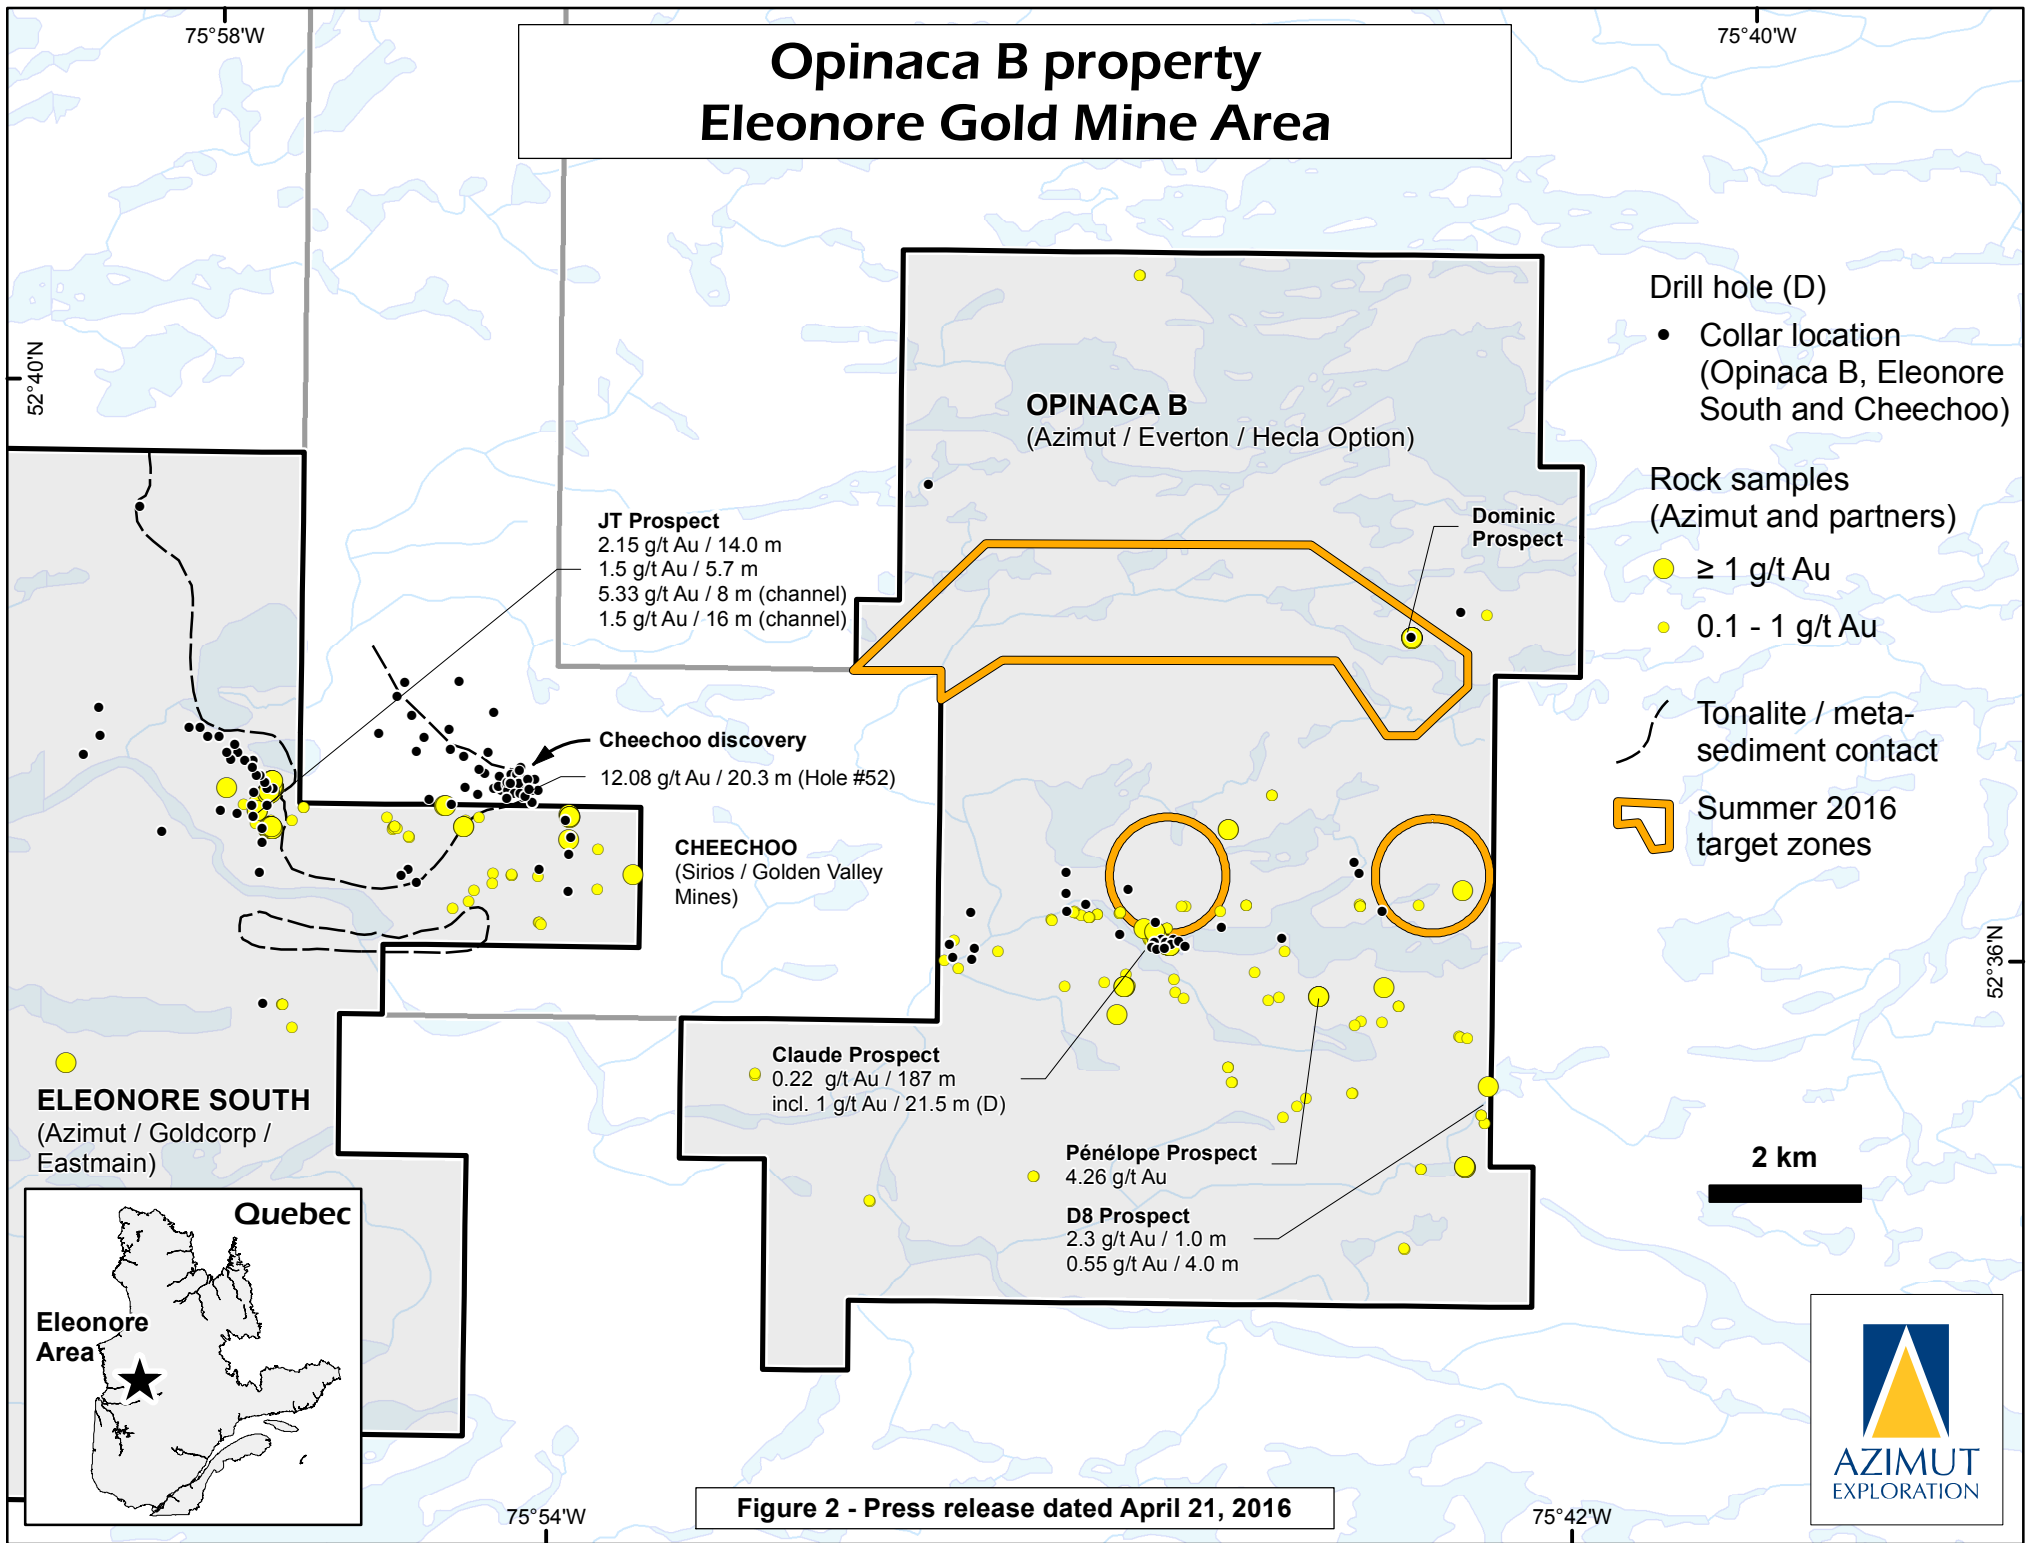 75°58'W
75°40'W
Opinaca B property
Eleonore Gold Mine Area
52°40'N
Drill hole (D)
Collar location
(Opinaca B, Eleonore
South and Cheechoo)
Rock samples
(Azimut and partners)
≥ 1 g/t Au
0.1 - 1 g/t Au
Tonalite / meta-
sediment contact
Summer 2016
target zones
OPINACA B
(Azimut / Everton / Hecla Option)
Dominic
Prospect
JT Prospect
2.15 g/t Au / 14.0 m
1.5 g/t Au / 5.7 m
5.33 g/t Au / 8 m (channel)
1.5 g/t Au / 16 m (channel)
Cheechoo discovery
12.08 g/t Au / 20.3 m (Hole #52)
CHEECHOO
(Sirios / Golden Valley
Mines)
52°36'N
Claude Prospect
0.22 g/t Au / 187 m
incl. 1 g/t Au / 21.5 m (D)
ELEONORE SOUTH
(Azimut / Goldcorp /
Eastmain)
Pénélope Prospect
4.26 g/t Au
D8 Prospect
2.3 g/t Au / 1.0 m
0.55 g/t Au / 4.0 m
2 km
Quebec
Eleonore
Area
AZIMUT
EXPLORATION
Figure 2 - Press release dated April 21, 2016
75°54'W
75°42'W